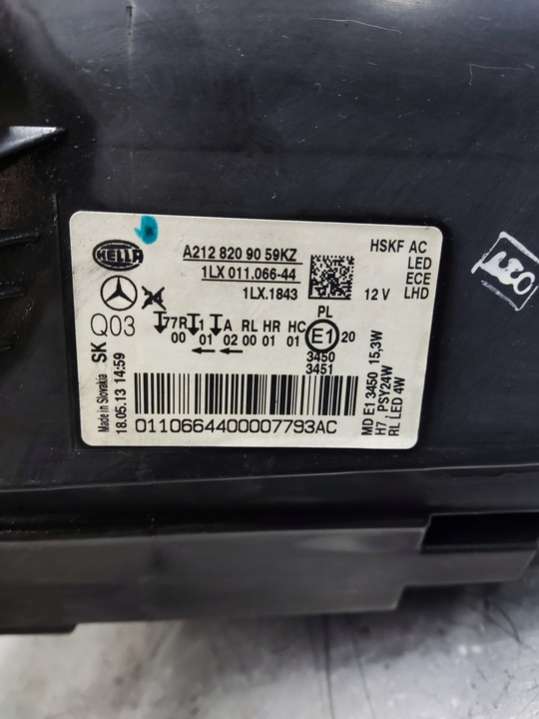 HELLA
A212 820 90 59KZ
1LX 011.066-44
1LX.1843
HSKF AC
LED
ECE
LHD
12 V
Q03
77R 1 A RL HR HC
00 01 02 00 01 01
PL
E1 20
3450
3451
SK
Made in Slovakia
18.05.13 14:59
MD E1 3450 15,3W
H7, PSY24W
RL LED 4W
0110664400007793AC